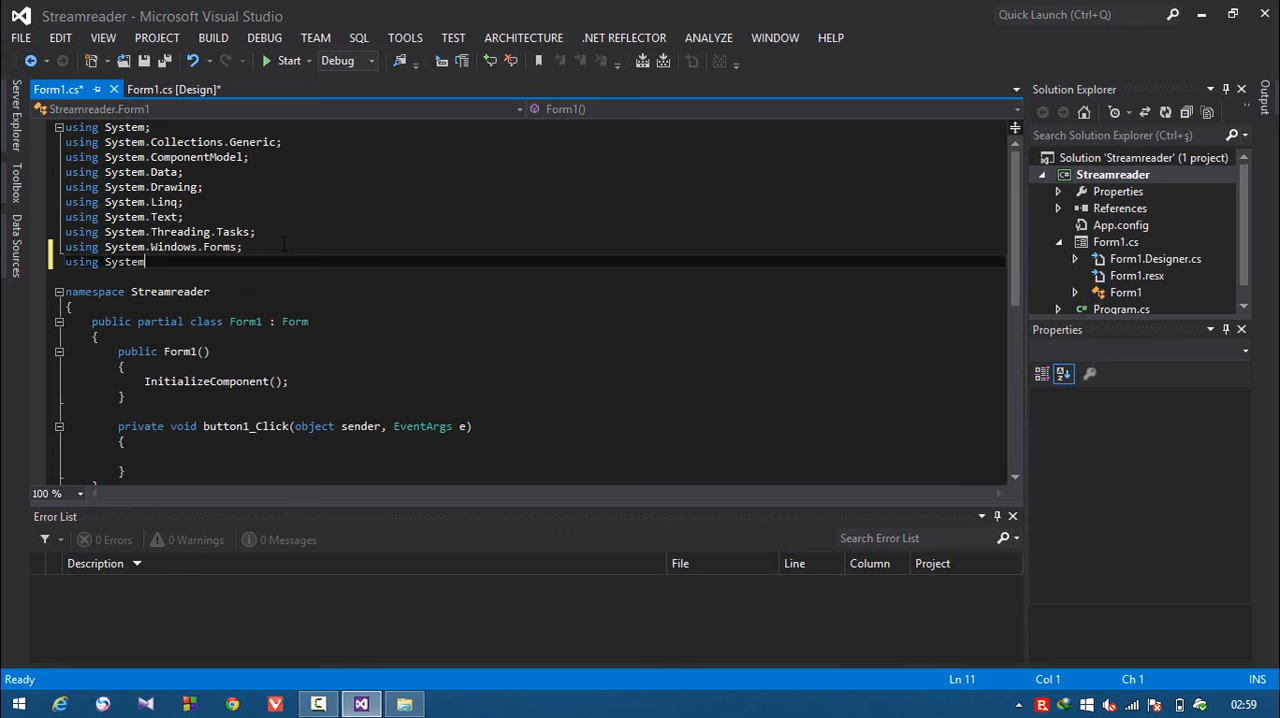 Streamreader - Microsoft Visual Studio
Quick Launch (Ctrl+Q)
FILE EDIT VIEW PROJECT BUILD DEBUG TEAM SQL TOOLS TEST ARCHITECTURE .NET REFLECTOR ANALYZE WINDOW HELP
Start Debug
Server Explorer
Toolbox
Data Sources
Form1.cs* Form1.cs [Design]*
Streamreader.Form1 Form1()
using System;
using System.Collections.Generic;
using System.ComponentModel;
using System.Data;
using System.Drawing;
using System.Linq;
using System.Text;
using System.Threading.Tasks;
using System.Windows.Forms;
using System
namespace Streamreader
{
public partial class Form1 : Form
{
public Form1()
{
InitializeComponent();
}
private void button1_Click(object sender, EventArgs e)
{
}
}
100 %
Error List
0 Errors 0 Warnings 0 Messages
Search Error List
Description File Line Column Project
Solution Explorer
Search Solution Explorer (Ctrl+ş)
Solution 'Streamreader' (1 project)
Streamreader
Properties
References
App.config
Form1.cs
Form1.Designer.cs
Form1.resx
Form1
Program.cs
Properties
Output
Ready Ln 11 Col 1 Ch 1 INS
02:59